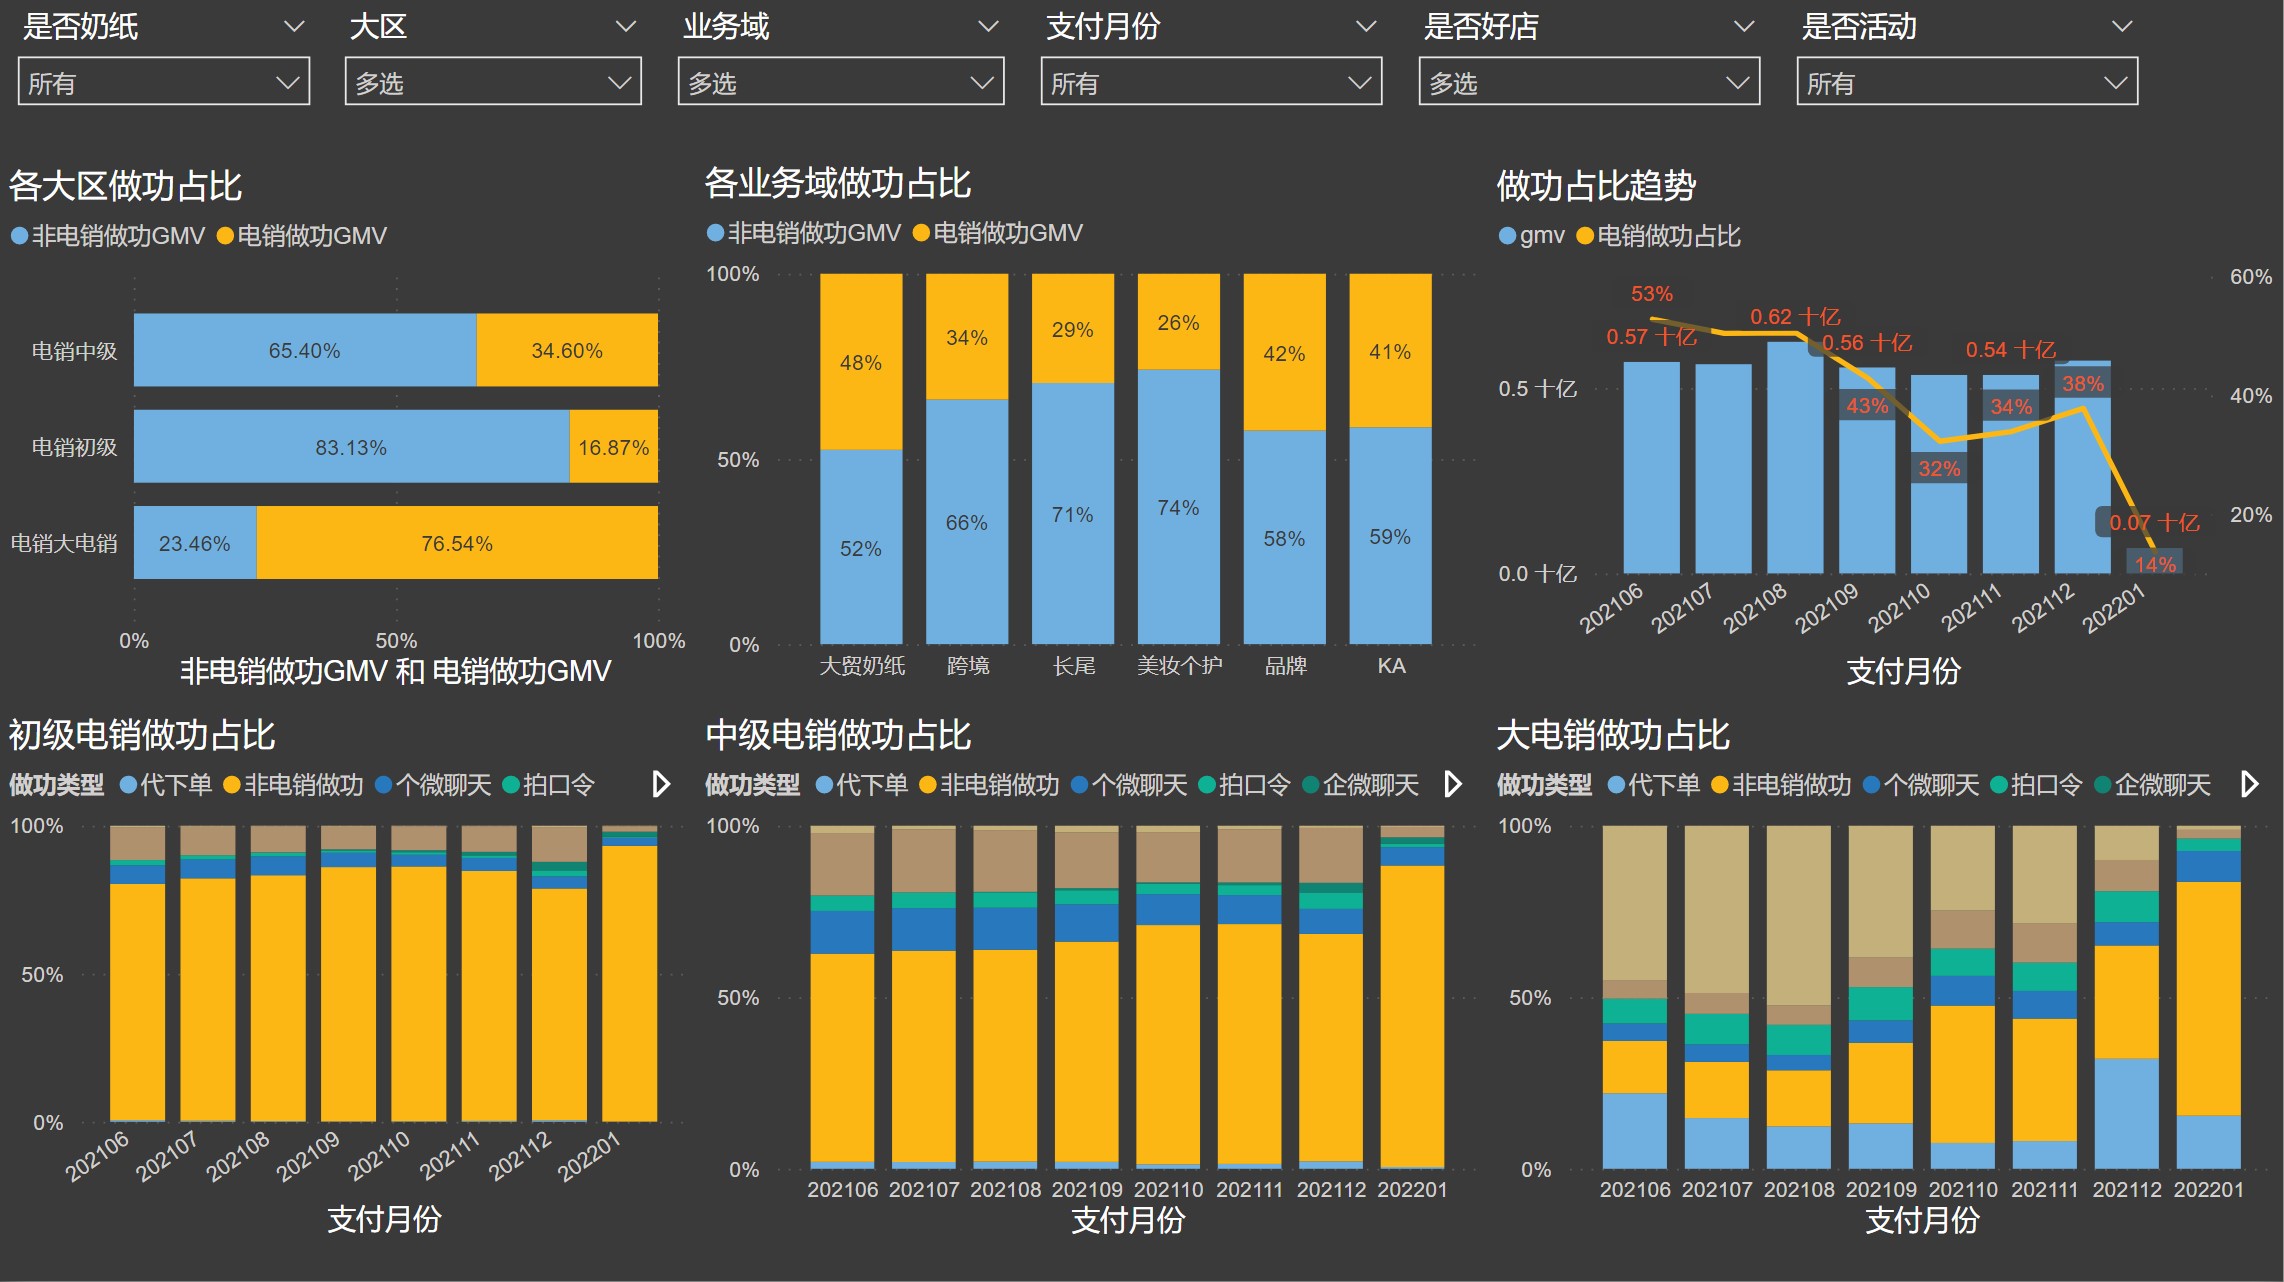 是否奶纸 大区 业务域 支付月份 是否好店 是否活动
所有 多选 多选 所有 多选 所有
各大区做功占比
非电销做功GMV 电销做功GMV
电销中级 65.40% 34.60%
电销初级 83.13% 16.87%
电销大电销 23.46% 76.54%
0% 50% 100%
非电销做功GMV 和 电销做功GMV
各业务域做功占比
非电销做功GMV 电销做功GMV
100%
50%
0%
48% 34% 29% 26% 42% 41%
52% 66% 71% 74% 58% 59%
大贸奶纸 跨境 长尾 美妆个护 品牌 KA
做功占比趋势
gmv 电销做功占比
60%
40%
20%
0.5 十亿
0.0 十亿
53%
0.57 十亿
0.62 十亿
0.56 十亿
0.54 十亿
0.07 十亿
43%
32%
34%
38%
14%
202106 202107 202108 202109 202110 202111 202112 202201
支付月份
初级电销做功占比
做功类型 代下单 非电销做功 个微聊天 拍口令
100%
50%
0%
202106 202107 202108 202109 202110 202111 202112 202201
支付月份
中级电销做功占比
做功类型 代下单 非电销做功 个微聊天 拍口令 企微聊天
100%
50%
0%
202106 202107 202108 202109 202110 202111 202112 202201
支付月份
大电销做功占比
做功类型 代下单 非电销做功 个微聊天 拍口令 企微聊天
100%
50%
0%
202106 202107 202108 202109 202110 202111 202112 202201
支付月份